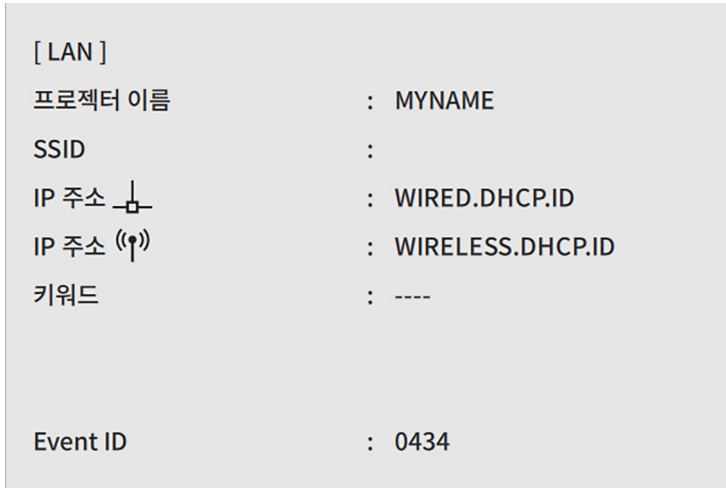 [ LAN ]
프로젝터 이름 : MYNAME
SSID :
IP 주소 : WIRED.DHCP.ID
IP 주소 : WIRELESS.DHCP.ID
키워드 : ----
Event ID : 0434